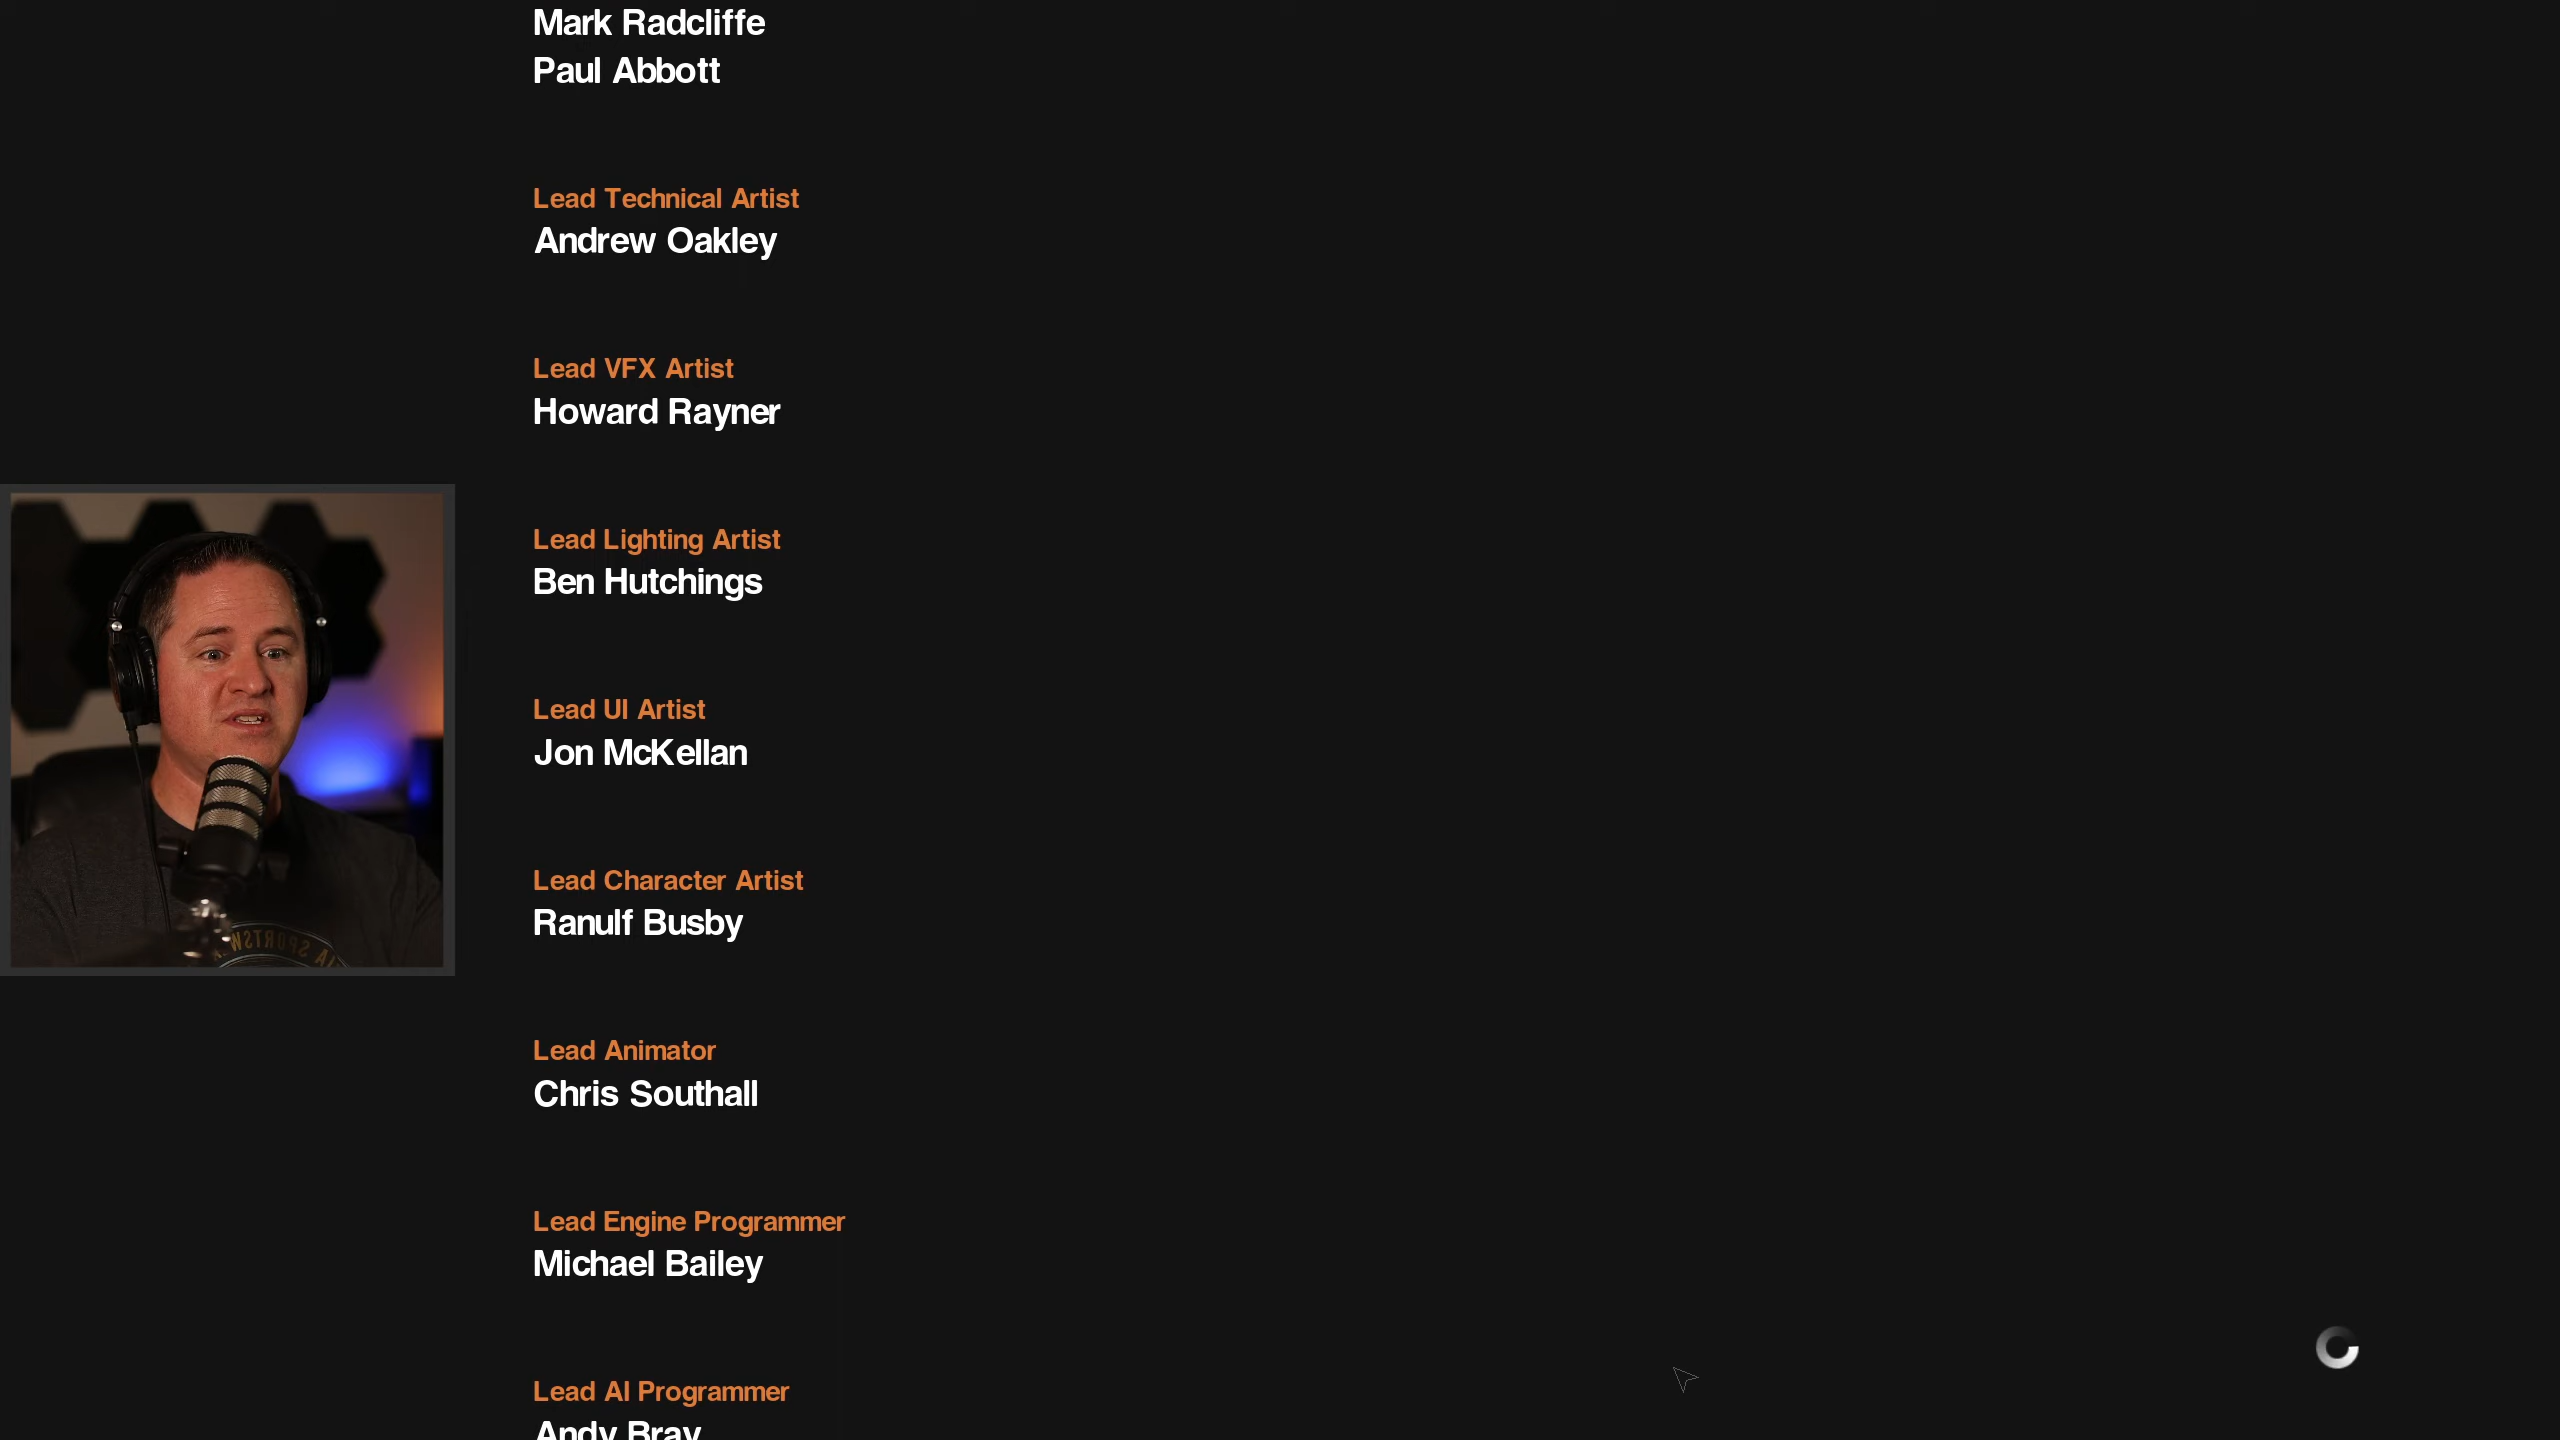 Mark Radcliffe
Paul Abbott
Lead Technical Artist
Andrew Oakley
Lead VFX Artist
Howard Rayner
Lead Lighting Artist
Ben Hutchings
Lead UI Artist
Jon McKellan
Lead Character Artist
Ranulf Busby
Lead Animator
Chris Southall
Lead Engine Programmer
Michael Bailey
Lead AI Programmer
Andy Bray